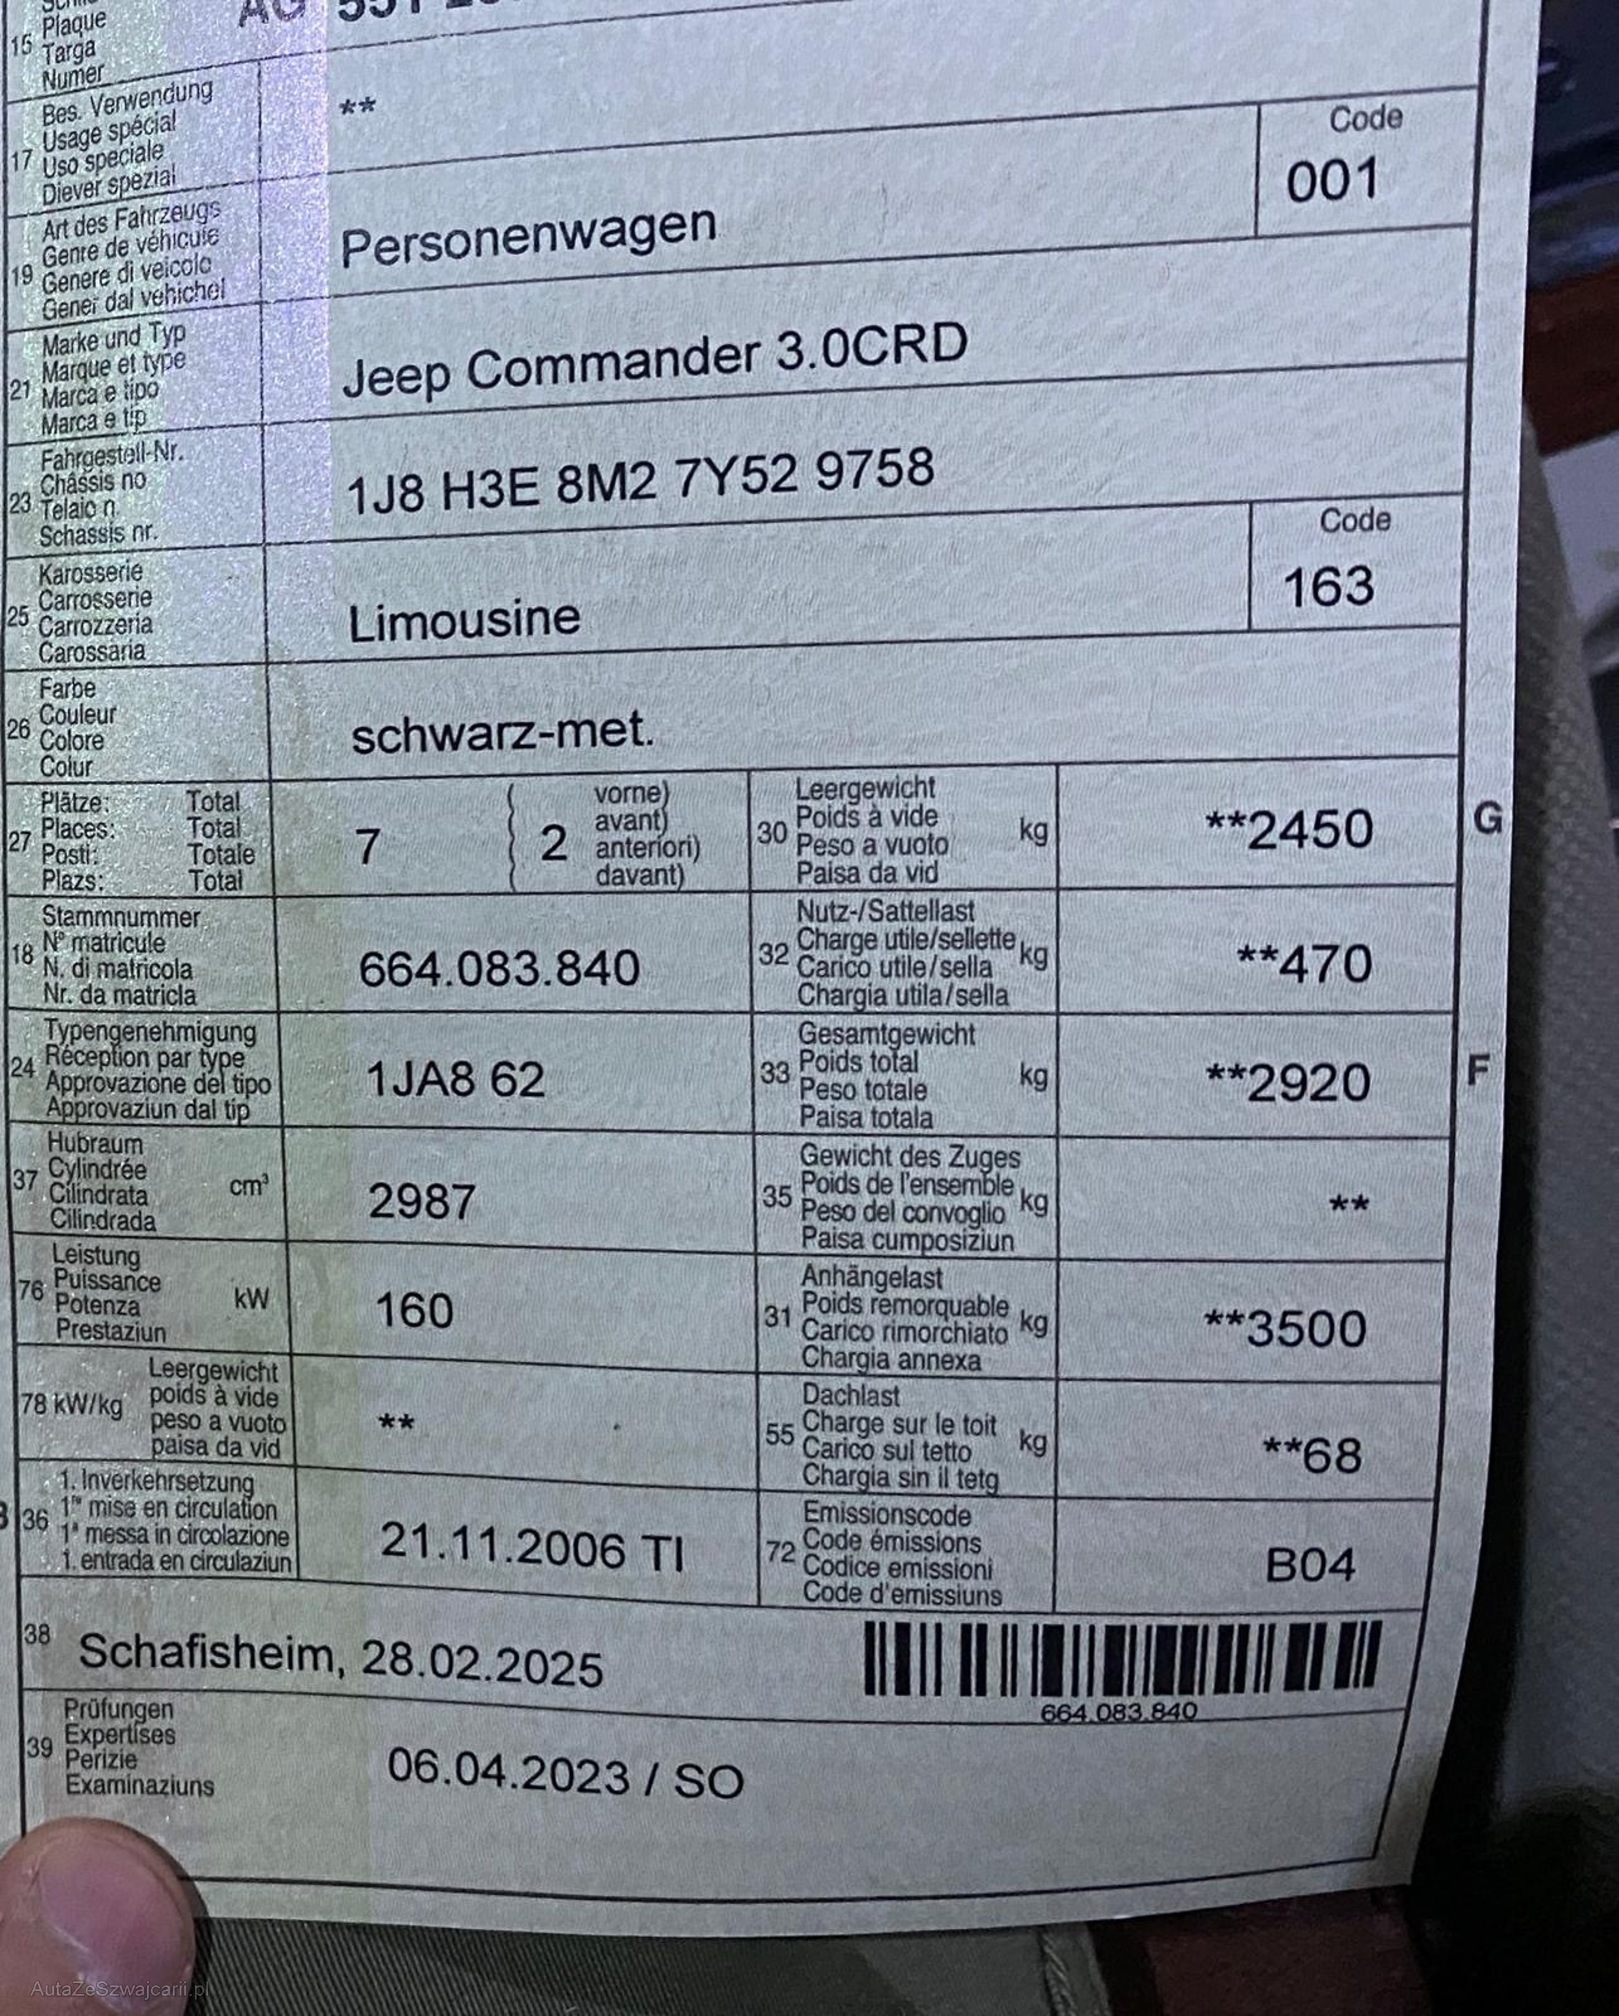 15 Plaque
Targa
Numer
AG 551
17 Bes. Verwendung
Usage spécial
Uso speciale
Diever spezial
**
19 Art des Fahrzeugs
Genre de véhicule
Genere di veicolo
Gener dal vehichel
Personenwagen
Code
001
21 Marke und Typ
Marque et type
Marca e tipo
Marca e tip
Jeep Commander 3.0CRD
23 Fahrgestell-Nr.
Châssis no
Telaio n.
Schassis nr.
1J8 H3E 8M2 7Y52 9758
25 Karosserie
Carrosserie
Carrozzeria
Carossaria
Limousine
Code
163
26 Farbe
Couleur
Colore
Colur
schwarz-met.
27 Plätze: Total
Places: Total
Posti: Totale
Plazs: Total
7
2
vorne)
avant)
anteriori)
davant)
30 Leergewicht
Poids à vide
Peso a vuoto
Paisa da vid
kg
**2450
G
18 Stammnummer
N° matricule
N. di matricola
Nr. da matricla
664.083.840
32 Nutz-/Sattellast
Charge utile/sellette
Carico utile/sella
Chargia utila/sella
kg
**470
24 Typengenehmigung
Réception par type
Approvazione del tipo
Approvaziun dal tip
1JA8 62
33 Gesamtgewicht
Poids total
Peso totale
Paisa totala
kg
**2920
F
37 Hubraum
Cylindrée
Cilindrata
Cilindrada
cm³
2987
35 Gewicht des Zuges
Poids de l'ensemble
Peso del convoglio
Paisa cumposiziun
kg
**
76 Leistung
Puissance
Potenza
Prestaziun
kW
160
31 Anhängelast
Poids remorquable
Carico rimorchiato
Chargia annexa
kg
**3500
78 kW/kg
Leergewicht
poids à vide
peso a vuoto
paisa da vid
**
55 Dachlast
Charge sur le toit
Carico sul tetto
Chargia sin il tetg
kg
**68
36 1. Inverkehrsetzung
1re mise en circulation
1a messa in circolazione
1. entrada en circulaziun
21.11.2006 TI
72 Emissionscode
Code émissions
Codice emissioni
Code d'emissiuns
B04
38 Schafisheim, 28.02.2025
664.083.840
39 Prüfungen
Expertises
Perizie
Examinaziuns
06.04.2023 / SO
AutaZeSzwajcarii.pl